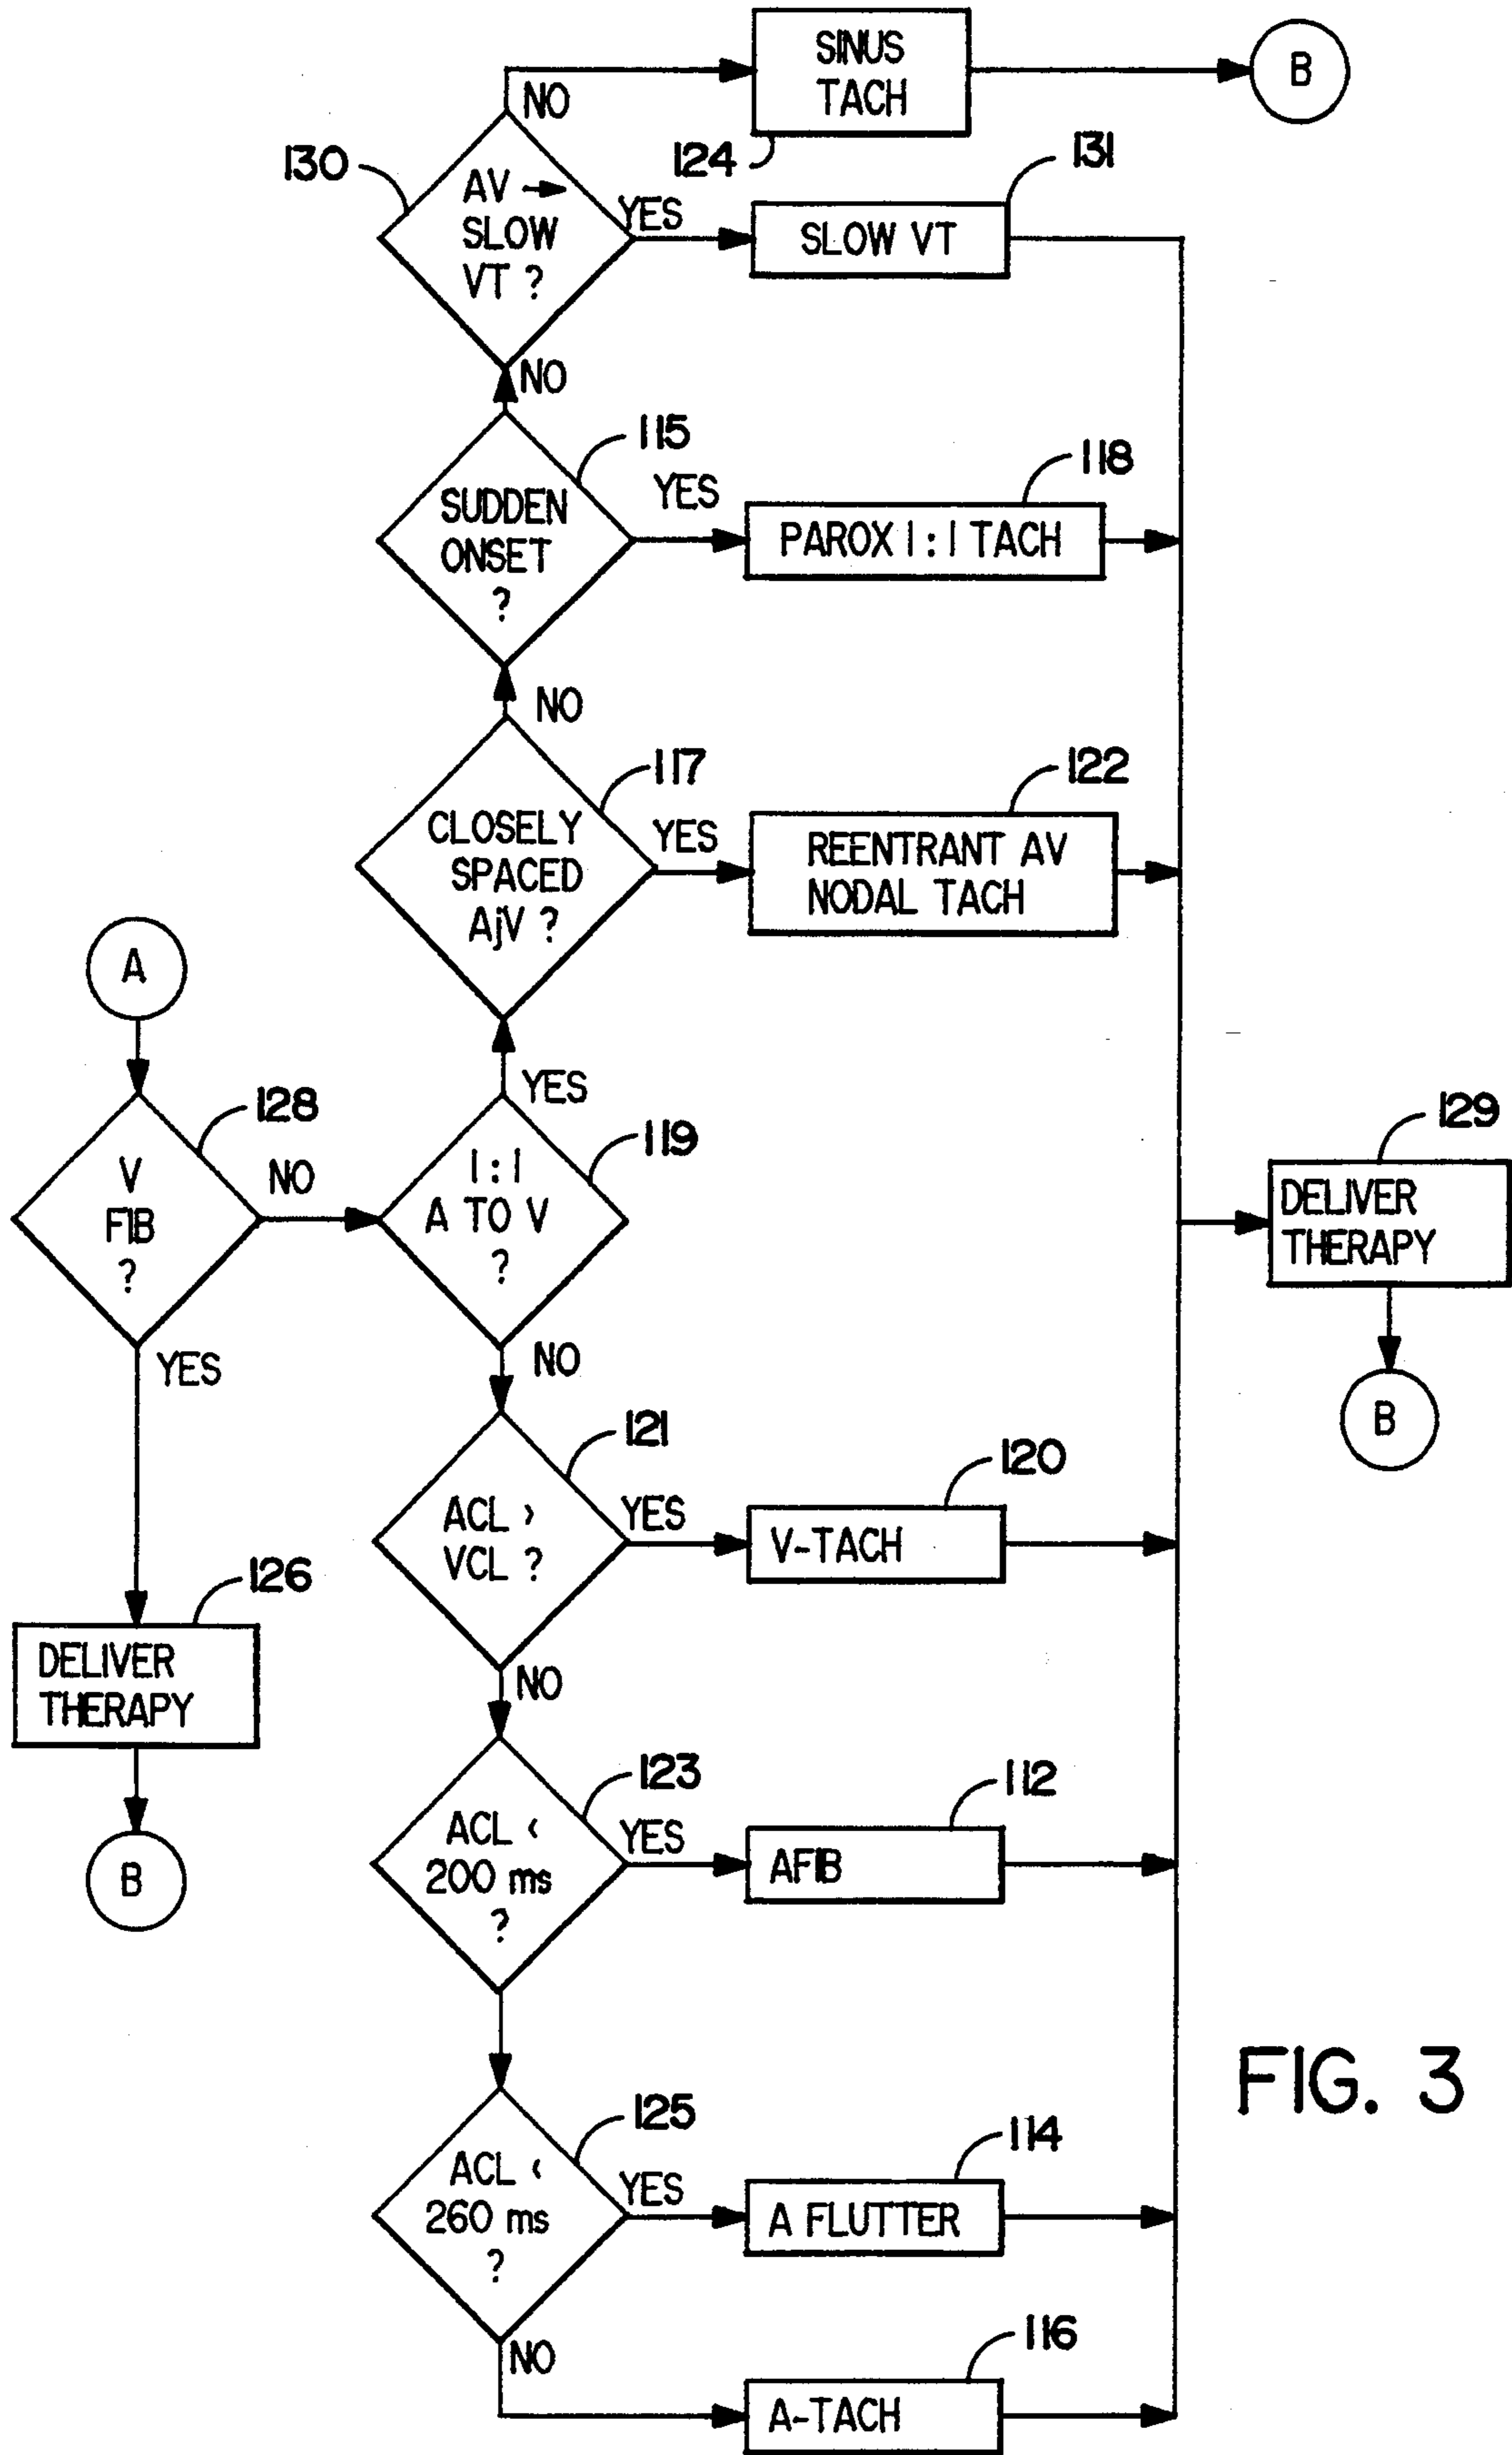 SINUS
TACH
B
NO
130
124
131
AV →
SLOW
VT ?
YES
SLOW VT
NO
115
118
SUDDEN
ONSET
?
YES
PAROX 1 : 1 TACH
NO
117
122
CLOSELY
SPACED
AjV ?
YES
REENTRANT AV
NODAL TACH
A
YES
128
119
129
V
FIB
?
NO
1 : 1
A TO V
?
DELIVER
THERAPY
YES
NO
B
121
120
ACL >
VCL ?
YES
V-TACH
126
DELIVER
THERAPY
NO
123
112
B
ACL <
200 ms
?
YES
AFIB
FIG. 3
125
114
ACL <
260 ms
?
YES
A FLUTTER
NO
116
A-TACH